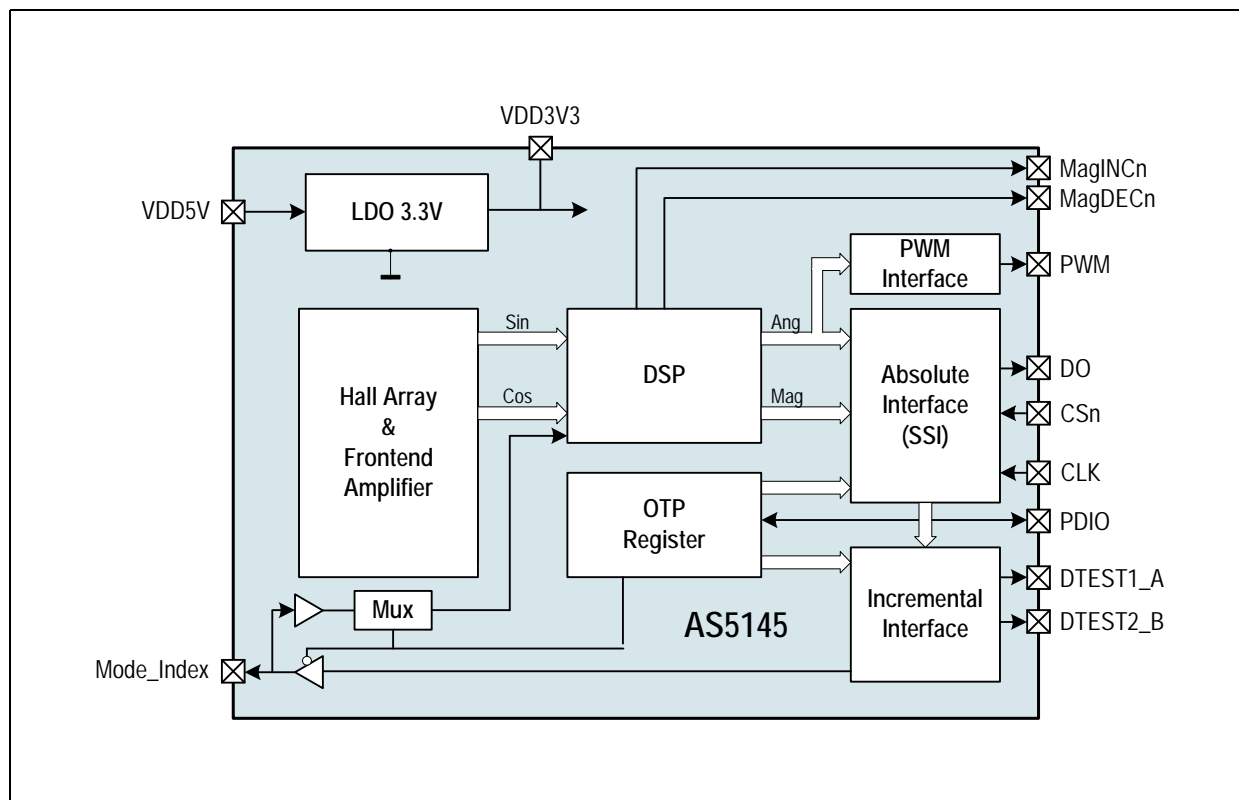 VDD3V3
VDD5V
LDO 3.3V
MagINCn
MagDECn
PWM
Interface
PWM
Hall Array
&
Frontend
Amplifier
Sin
Cos
DSP
Ang
Mag
Absolute
Interface
(SSI)
DO
CSn
CLK
OTP
Register
PDIO
Mux
AS5145
Incremental
Interface
DTEST1_A
DTEST2_B
Mode_Index